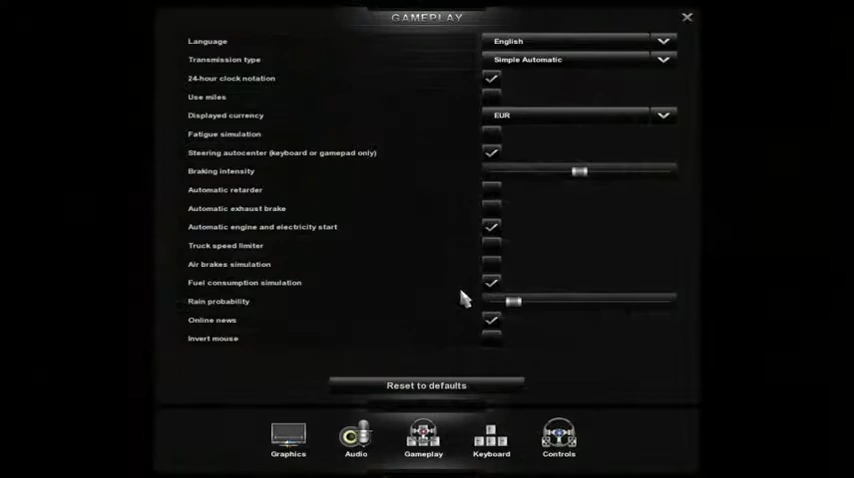 GAMEPLAY
Language English
Transmission type Simple Automatic
24-hour clock notation
Use miles
Displayed currency EUR
Fatigue simulation
Steering autocenter (keyboard or gamepad only)
Braking intensity
Automatic retarder
Automatic exhaust brake
Automatic engine and electricity start
Truck speed limiter
Air brakes simulation
Fuel consumption simulation
Rain probability
Online news
Invert mouse
Reset to defaults
Graphics Audio Gameplay Keyboard Controls